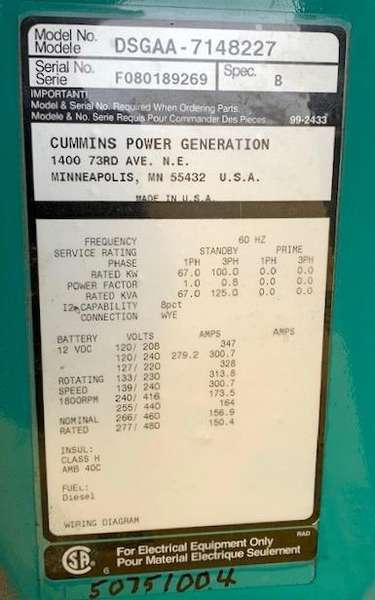 Model No.
Modele DSGAA-7148227
Serial No.
Serie F080189269 Spec. B
IMPORTANT!
Model & Serial No. Required When Ordering Parts.
Modele & No. Serie Requis Pour Commander Des Pieces. 99-2433
CUMMINS POWER GENERATION
1400 73RD AVE. N.E.
MINNEAPOLIS, MN 55432 U.S.A.
MADE IN U.S.A.
FREQUENCY 60 HZ
SERVICE RATING STANDBY PRIME
PHASE 1PH 3PH 1PH 3PH
RATED KW 67.0 100.0 0.0 0.0
POWER FACTOR 1.0 0.8 0.0 0.0
RATED KVA 67.0 125.0 0.0 0.0
CAPABILITY 8pct
CONNECTION WYE
BATTERY VOLTS AMPS AMPS
12 VDC 120/ 208 347
120/ 240 279.2 300.7
" 127/ 220 328
ROTATING 133/ 230 313.8
SPEED 139/ 240 300.7
1800RPM 240/ 416 173.5
255/ 440 164
NOMINAL 266/ 460 156.9
RATED 277/ 480 150.4
INSUL:
CLASS H
AMB 40C
FUEL:
Diesel
WIRING DIAGRAM
RAD
SA 6 For Electrical Equipment Only
Pour Material Electrique Seulement
50751004